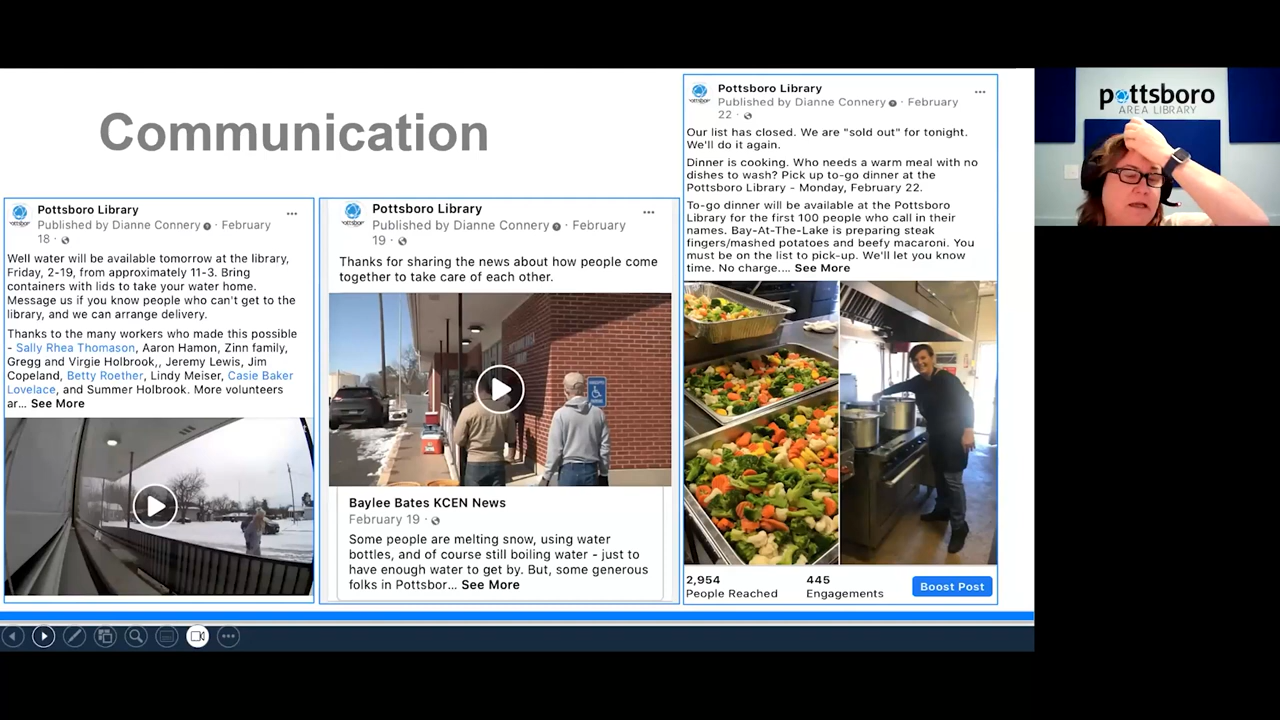 Communication
Pottsboro Library
Published by Dianne Connery · February
18 ·
Well water will be available tomorrow at the library,
Friday, 2-19, from approximately 11-3. Bring
containers with lids to take your water home.
Message us if you know people who can't get to the
library, and we can arrange delivery.
Thanks to the many workers who made this possible
- Sally Rhea Thomason, Aaron Hamon, Zinn family,
Gregg and Virgie Holbrook,, Jeremy Lewis, Jim
Copeland, Betty Roether, Lindy Meiser, Casie Baker
Lovelace, and Summer Holbrook. More volunteers
ar... See More
Pottsboro Library
Published by Dianne Connery · February
19 ·
Thanks for sharing the news about how people come
together to take care of each other.
Baylee Bates KCEN News
February 19 ·
Some people are melting snow, using water
bottles, and of course still boiling water - just to
have enough water to get by. But, some generous
folks in Pottsbor... See More
Pottsboro Library
Published by Dianne Connery · February
22 ·
Our list has closed. We are "sold out" for tonight.
We'll do it again.
Dinner is cooking. Who needs a warm meal with no
dishes to wash? Pick up to-go dinner at the
Pottsboro Library - Monday, February 22.
To-go dinner will be available at the Pottsboro
Library for the first 100 people who call in their
names. Bay-At-The-Lake is preparing steak
fingers/mashed potatoes and beefy macaroni. You
must be on the list to pick-up. We'll let you know
time. No charge.... See More
2,954
People Reached
445
Engagements
Boost Post
pottsboro
AREA LIBRARY